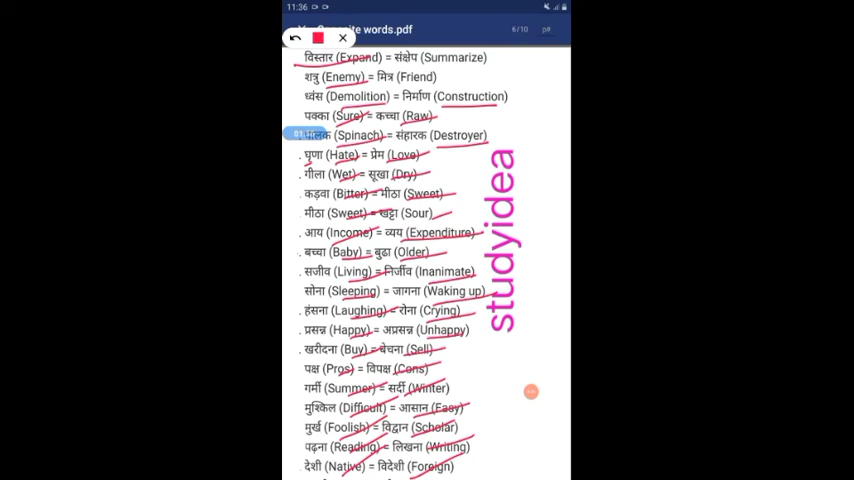 11:36
Opposite words.pdf
6/10
विस्तार (Expand) = संक्षेप (Summarize)
शत्रु (Enemy) = मित्र (Friend)
ध्वंस (Demolition) = निर्माण (Construction)
पक्का (Sure) = कच्चा (Raw)
पालक (Spinach) = संहारक (Destroyer)
घृणा (Hate) = प्रेम (Love)
गीला (Wet) = सूखा (Dry)
कड़वा (Bitter) = मीठा (Sweet)
मीठा (Sweet) = खट्टा (Sour)
आय (Income) = व्यय (Expenditure)
बच्चा (Baby) = बुढा (Older)
सजीव (Living) = निर्जीव (Inanimate)
सोना (Sleeping) = जागना (Waking up)
हंसना (Laughing) = रोना (Crying)
प्रसन्न (Happy) = अप्रसन्न (Unhappy)
खरीदना (Buy) = बेचना (Sell)
पक्ष (Pros) = विपक्ष (Cons)
गर्मी (Summer) = सर्दी (Winter)
मुश्किल (Difficult) = आसान (Easy)
मुर्ख (Foolish) = विद्वान (Scholar)
पढ़ना (Reading) = लिखना (Writing)
देशी (Native) = विदेशी (Foreign)
studyidea